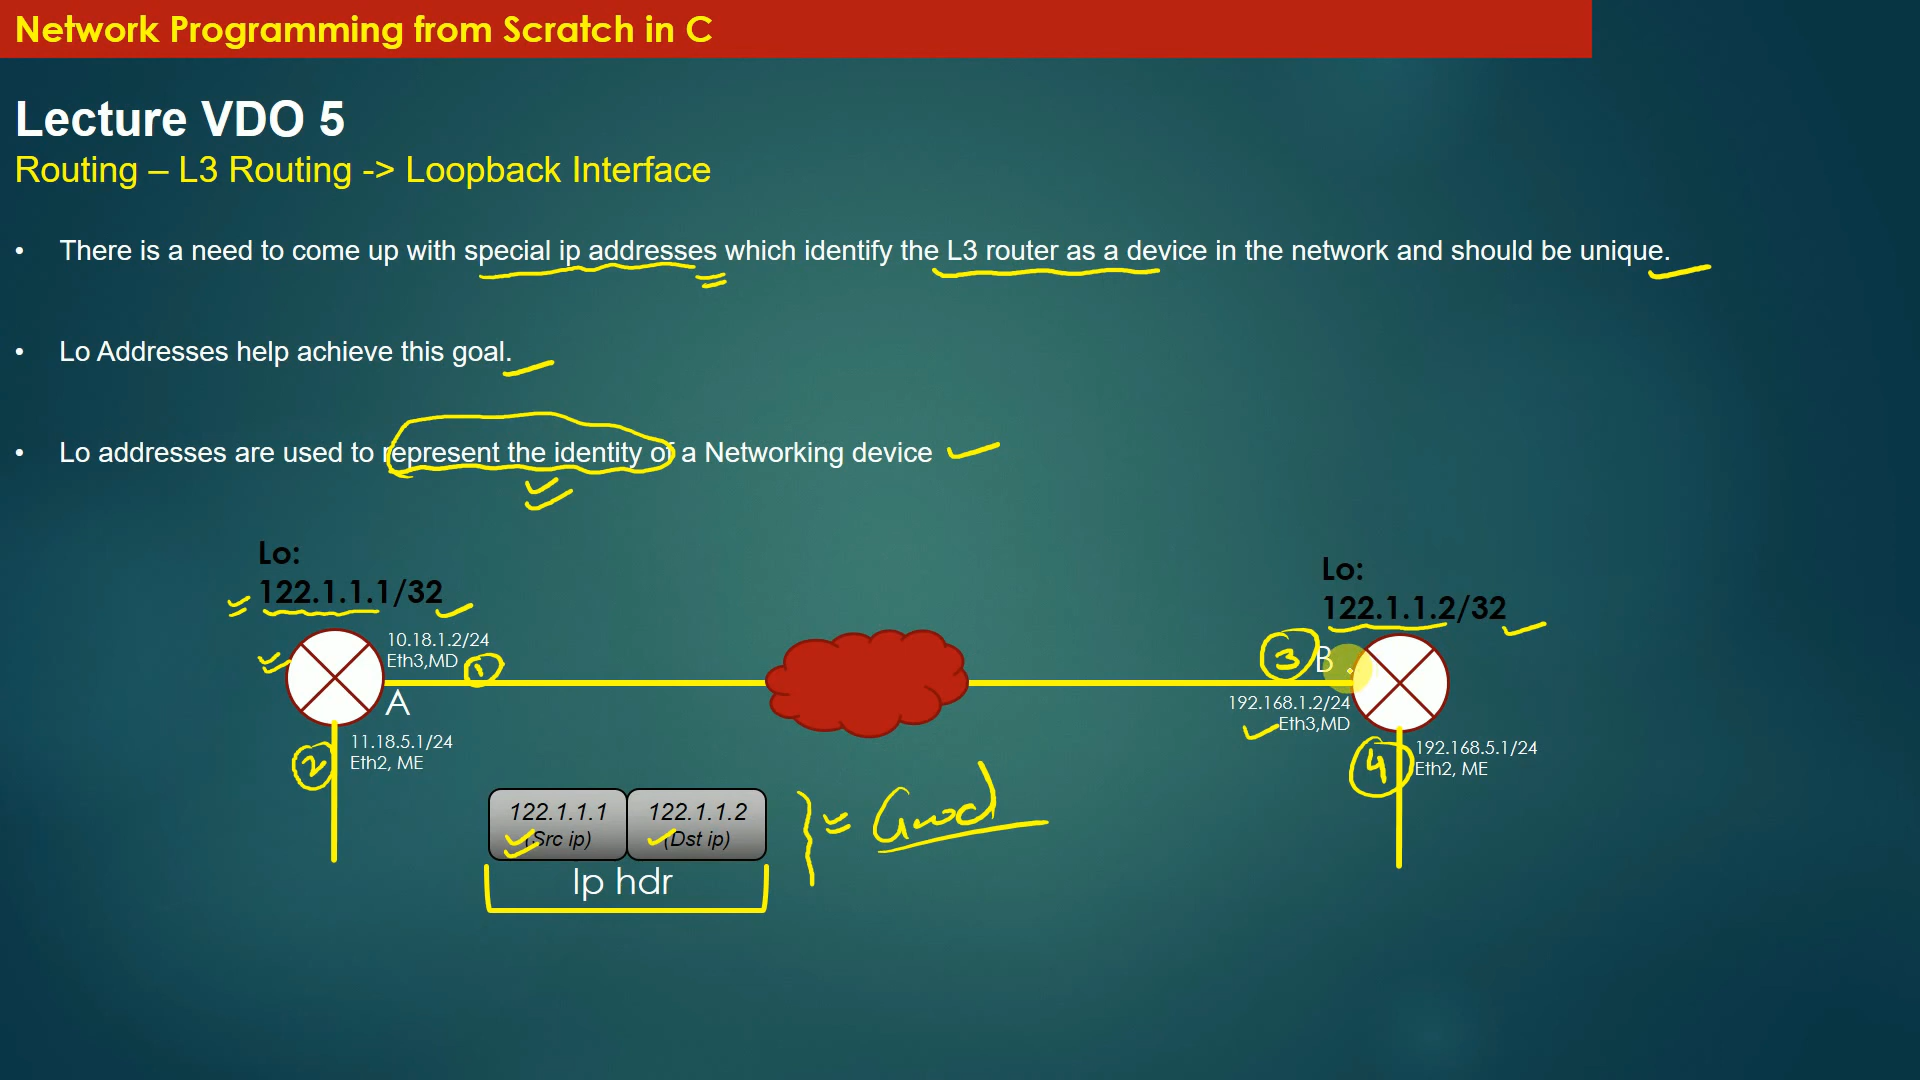 Network Programming from Scratch in C
Lecture VDO 5
Routing – L3 Routing -> Loopback Interface
• There is a need to come up with special ip addresses which identify the L3 router as a device in the network and should be unique.
• Lo Addresses help achieve this goal.
• Lo addresses are used to represent the identity of a Networking device
Lo:
122.1.1.1/32
Lo:
122.1.1.2/32
10.18.1.2/24
Eth3,MD
1
A
3
B
192.168.1.2/24
Eth3,MD
11.18.5.1/24
Eth2, ME
2
4
192.168.5.1/24
Eth2, ME
122.1.1.1
(Src ip)
122.1.1.2
(Dst ip)
Good
Ip hdr